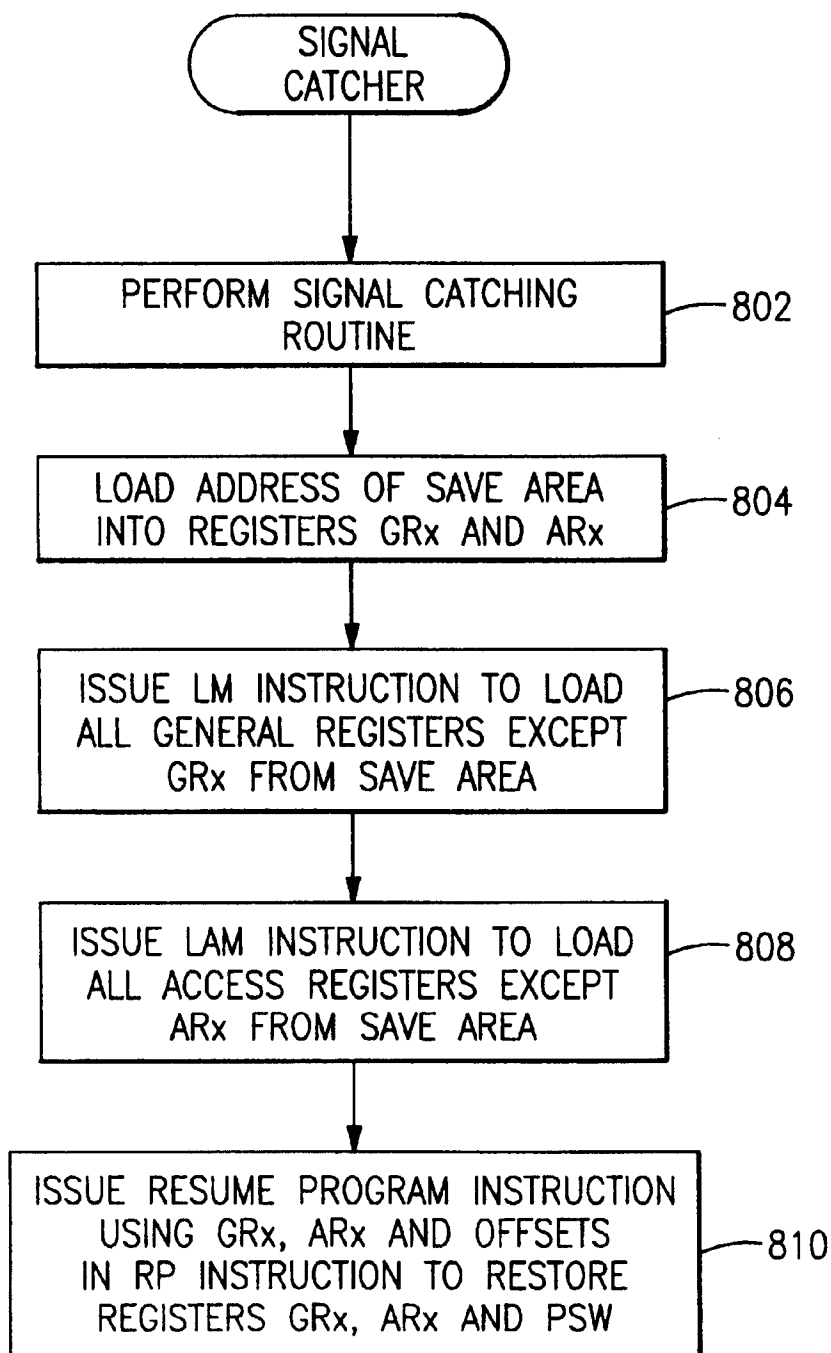 SIGNAL
CATCHER
PERFORM SIGNAL CATCHING
ROUTINE
802
LOAD ADDRESS OF SAVE AREA
INTO REGISTERS GRx AND ARx
804
ISSUE LM INSTRUCTION TO LOAD
ALL GENERAL REGISTERS EXCEPT
GRx FROM SAVE AREA
806
ISSUE LAM INSTRUCTION TO LOAD
ALL ACCESS REGISTERS EXCEPT
ARx FROM SAVE AREA
808
ISSUE RESUME PROGRAM INSTRUCTION
USING GRx, ARx AND OFFSETS
IN RP INSTRUCTION TO RESTORE
REGISTERS GRx, ARx AND PSW
810